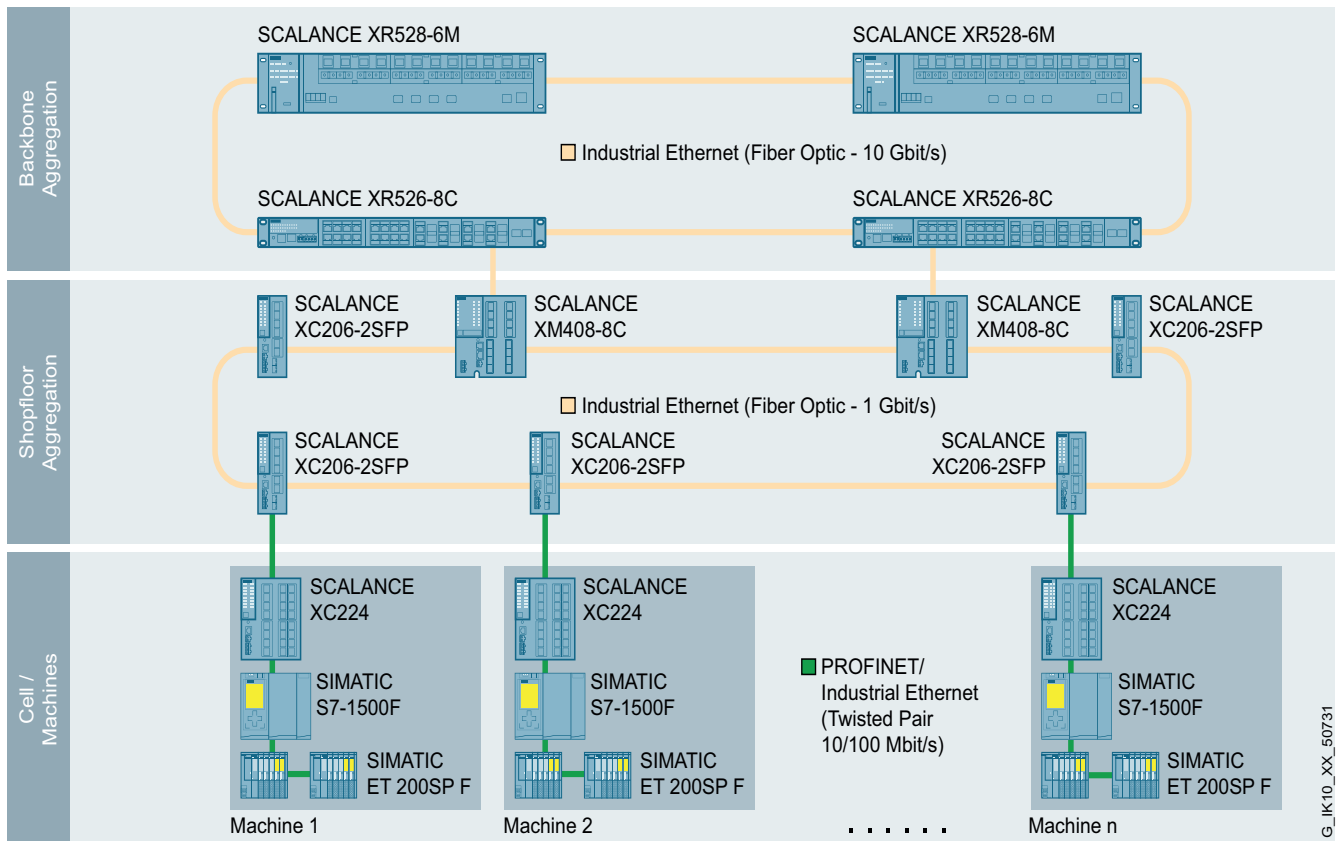 Backbone
Aggregation
SCALANCE XR528-6M
SCALANCE XR528-6M
Industrial Ethernet (Fiber Optic - 10 Gbit/s)
SCALANCE XR526-8C
SCALANCE XR526-8C
Shopfloor
Aggregation
SCALANCE
XC206-2SFP
SCALANCE
XM408-8C
SCALANCE
XM408-8C
SCALANCE
XC206-2SFP
Industrial Ethernet (Fiber Optic - 1 Gbit/s)
SCALANCE
XC206-2SFP
SCALANCE
XC206-2SFP
SCALANCE
XC206-2SFP
Cell /
Machines
SCALANCE
XC224
SIMATIC
S7-1500F
SIMATIC
ET 200SP F
Machine 1
SCALANCE
XC224
SIMATIC
S7-1500F
SIMATIC
ET 200SP F
Machine 2
PROFINET/
Industrial Ethernet
(Twisted Pair
10/100 Mbit/s)
. . . . . .
SCALANCE
XC224
SIMATIC
S7-1500F
SIMATIC
ET 200SP F
Machine n
G_IK10_XX_50731